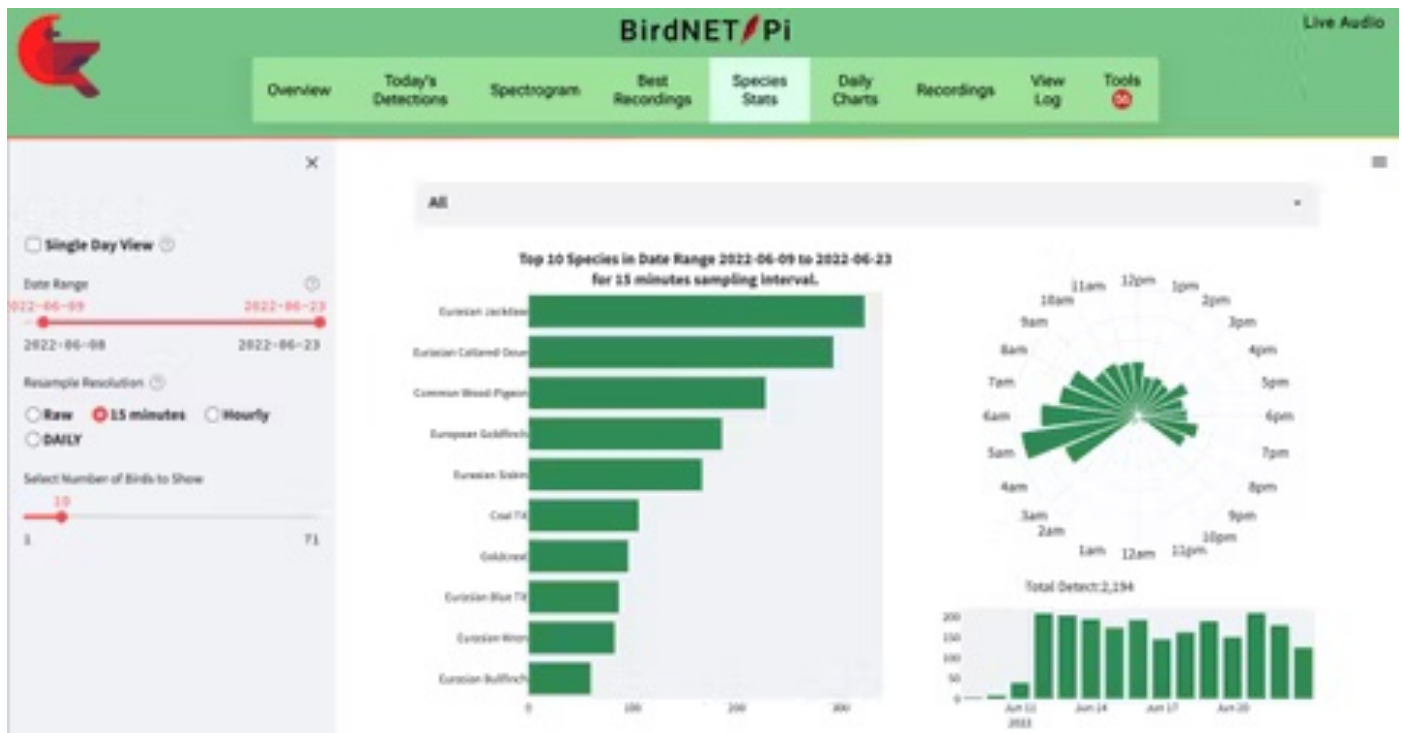 BirdNET Pi
Live Audio
Overview
Today's
Detections
Spectrogram
Best
Recordings
Species
Stats
Daily
Charts
Recordings
View
Log
Tools
All
Single Day View
Date Range
2022-06-09 2022-06-23
2022-06-08 2022-06-23
Resample Resolution
Raw 15 minutes Hourly
DAILY
Select Number of Birds to Show
10
1 71
Top 10 Species in Date Range 2022-06-09 to 2022-06-23
for 15 minutes sampling interval.
Eurasian Jackdaw
Eurasian Collared-Dove
Common Wood-Pigeon
European Goldfinch
Eurasian Siskin
Coal Tit
Goldcrest
Eurasian Blue Tit
Eurasian Wren
Eurasian Bullfinch
0 100 200 300
12pm
1pm
2pm
3pm
4pm
5pm
6pm
7pm
8pm
9pm
10pm
11pm
12am
1am
2am
3am
4am
5am
6am
7am
8am
9am
10am
11am
Total Detect:2,194
200
150
100
50
0
Jun 11 Jun 14 Jun 17 Jun 20
2022